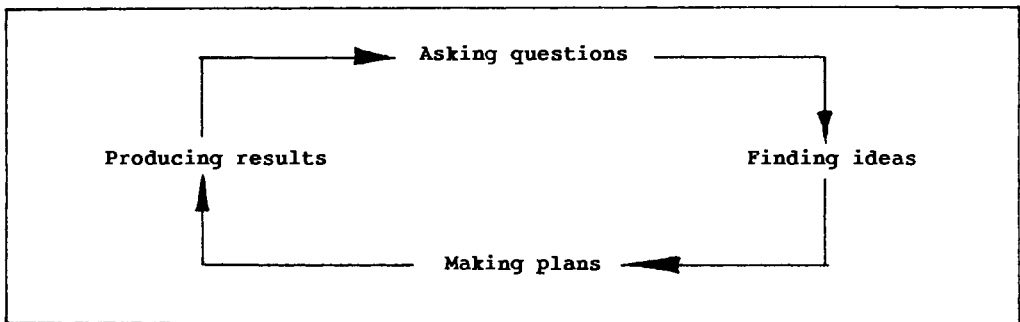 Asking questions
Producing results
Finding ideas
Making plans